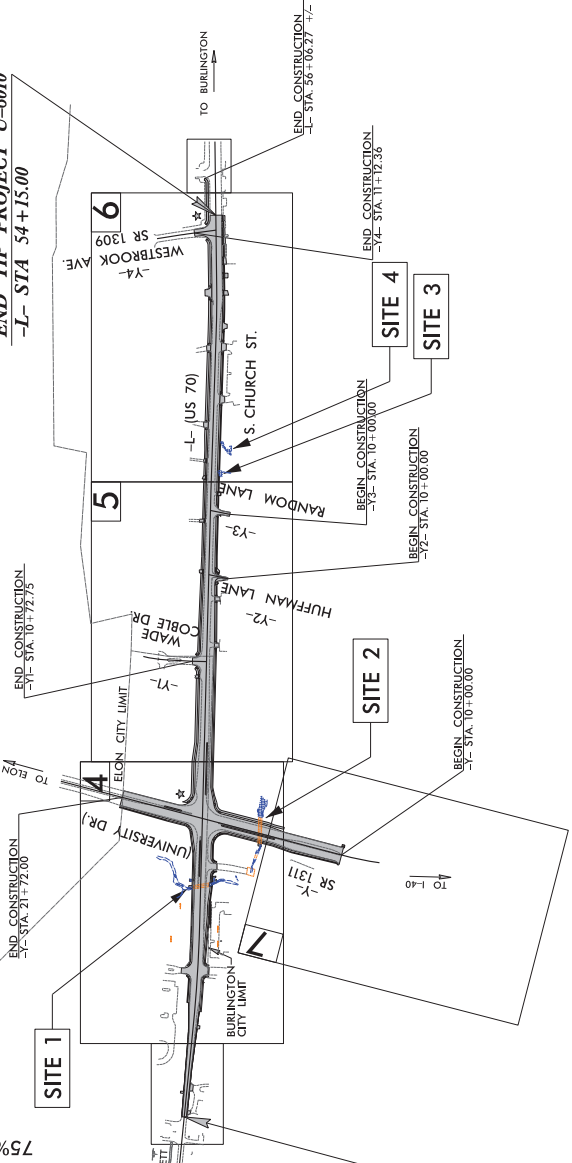 -L- STA 54+15.00
TO BURLINGTON
END CONSTRUCTION
-L- STA. 56+06.27 +/-
6
WESTBROOK AVE.
SR 1309
-Y4-
END CONSTRUCTION
-Y4- STA. 11+12.36
SITE 4
SITE 3
-L- (US 70)
S. CHURCH ST.
5
RANDOM LANE
-Y3-
BEGIN CONSTRUCTION
-Y3- STA. 10+00.00
HUFFMAN LANE
-Y2-
BEGIN CONSTRUCTION
-Y2- STA. 10+00.00
END CONSTRUCTION
-Y1- STA. 10+72.75
WADE
COBLE DR.
-Y1-
SITE 2
ELON CITY LIMIT
TO ELON
4
(UNIVERSITY DR.)
END CONSTRUCTION
-Y- STA. 21+72.00
BEGIN CONSTRUCTION
-Y- STA. 10+00.00
-Y-
SR 1311
TO I-40
7
BURLINGTON
CITY LIMIT
SITE 1
75%